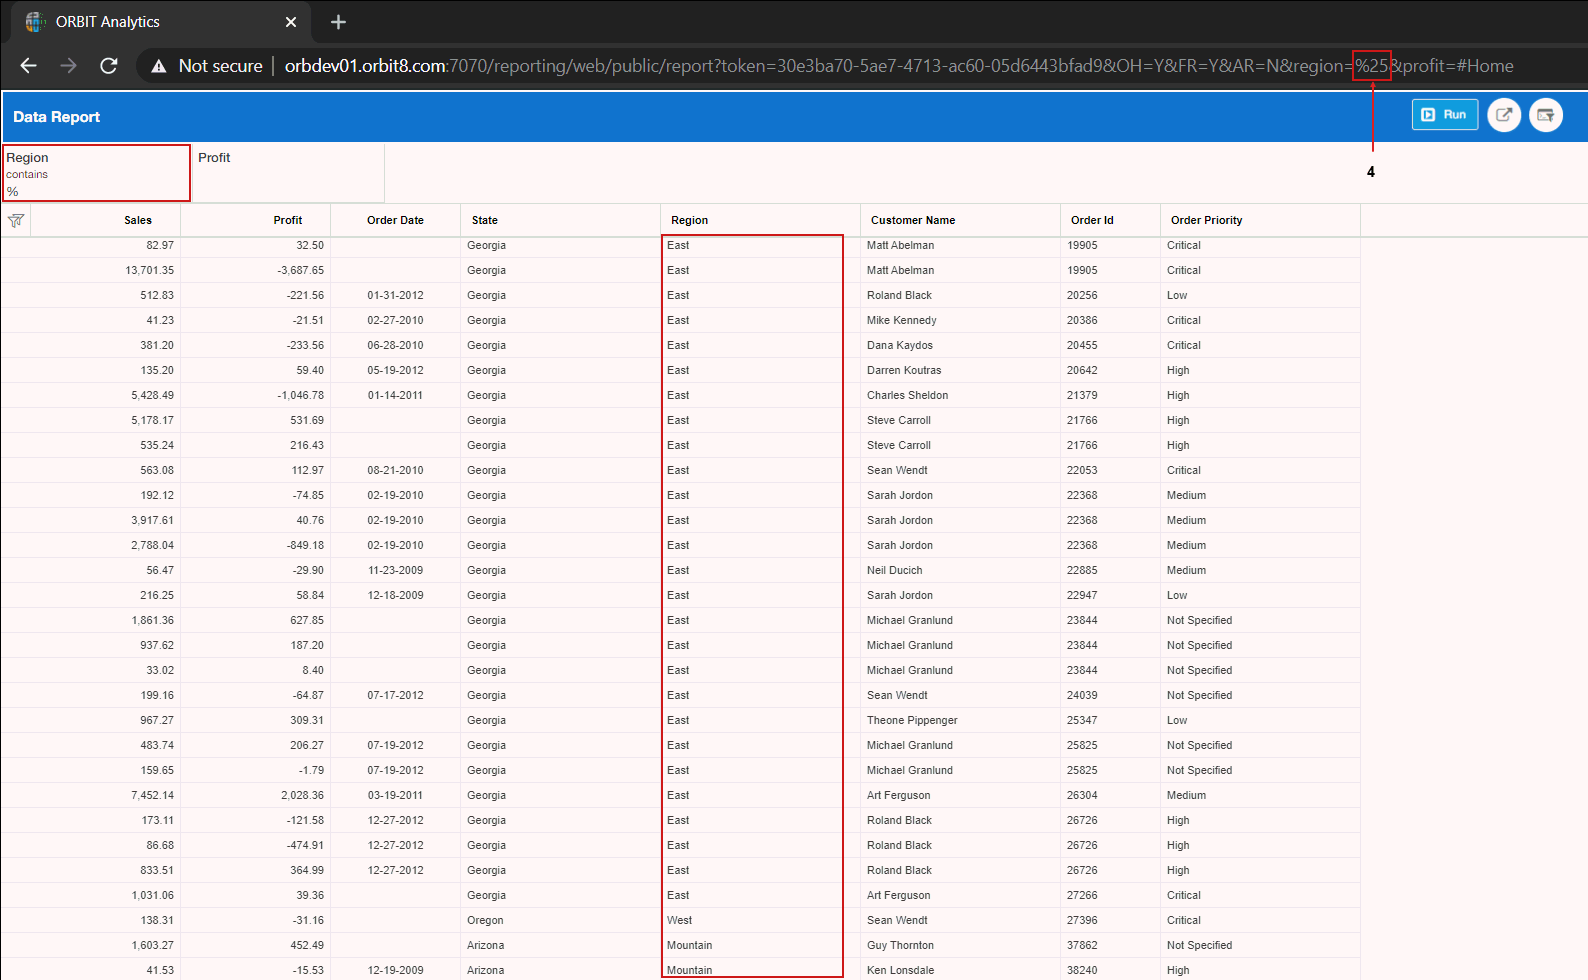 ORBIT Analytics
Not secure orbdev01.orbit8.com:7070/reporting/web/public/report?token=30e3ba70-5ae7-4713-ac60-05d6443bfad9&OH=Y&FR=Y&AR=N&region=%25&profit=#Home
Data Report Run
Region Profit
contains
%
4
Sales Profit Order Date State Region Customer Name Order Id Order Priority
82.97 32.50 Georgia East Matt Abelman 19905 Critical
13,701.35 -3,687.65 Georgia East Matt Abelman 19905 Critical
512.83 -221.56 01-31-2012 Georgia East Roland Black 20256 Low
41.23 -21.51 02-27-2010 Georgia East Mike Kennedy 20386 Critical
381.20 -233.56 06-28-2010 Georgia East Dana Kaydos 20455 Critical
135.20 59.40 05-19-2012 Georgia East Darren Koutras 20642 High
5,428.49 -1,046.78 01-14-2011 Georgia East Charles Sheldon 21379 High
5,178.17 531.69 Georgia East Steve Carroll 21766 High
535.24 216.43 Georgia East Steve Carroll 21766 High
563.08 112.97 08-21-2010 Georgia East Sean Wendt 22053 Critical
192.12 -74.85 02-19-2010 Georgia East Sarah Jordon 22368 Medium
3,917.61 40.76 02-19-2010 Georgia East Sarah Jordon 22368 Medium
2,788.04 -849.18 02-19-2010 Georgia East Sarah Jordon 22368 Medium
56.47 -29.90 11-23-2009 Georgia East Neil Ducich 22885 Medium
216.25 58.84 12-18-2009 Georgia East Sarah Jordon 22947 Low
1,861.36 627.85 Georgia East Michael Granlund 23844 Not Specified
937.62 187.20 Georgia East Michael Granlund 23844 Not Specified
33.02 8.40 Georgia East Michael Granlund 23844 Not Specified
199.16 -64.87 07-17-2012 Georgia East Sean Wendt 24039 Not Specified
967.27 309.31 Georgia East Theone Pippenger 25347 Low
483.74 206.27 07-19-2012 Georgia East Michael Granlund 25825 Not Specified
159.65 -1.79 07-19-2012 Georgia East Michael Granlund 25825 Not Specified
7,452.14 2,028.36 03-19-2011 Georgia East Art Ferguson 26304 Medium
173.11 -121.58 12-27-2012 Georgia East Roland Black 26726 High
86.68 -474.91 12-27-2012 Georgia East Roland Black 26726 High
833.51 364.99 12-27-2012 Georgia East Roland Black 26726 High
1,031.06 39.36 Georgia East Art Ferguson 27266 Critical
138.31 -31.16 Oregon West Sean Wendt 27396 Critical
1,603.27 452.49 Arizona Mountain Guy Thornton 37862 Not Specified
41.53 -15.53 12-19-2009 Arizona Mountain Ken Lonsdale 38240 High